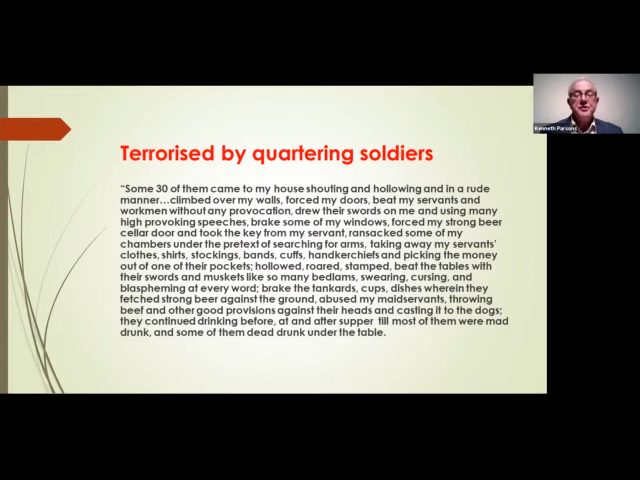 Terrorised by quartering soldiers
“Some 30 of them came to my house shouting and hollowing and in a rude
manner…climbed over my walls, forced my doors, beat my servants and
workmen without any provocation, drew their swords on me and using many
high provoking speeches, brake some of my windows, forced my strong beer
cellar door and took the key from my servant, ransacked some of my
chambers under the pretext of searching for arms, taking away my servants’
clothes, shirts, stockings, bands, cuffs, handkerchiefs and picking the money
out of one of their pockets; hollowed, roared, stamped, beat the tables with
their swords and muskets like so many bedlams, swearing, cursing, and
blaspheming at every word; brake the tankards, cups, dishes wherein they
fetched strong beer against the ground, abused my maidservants, throwing
beef and other good provisions against their heads and casting it to the dogs;
they continued drinking before, at and after supper till most of them were mad
drunk, and some of them dead drunk under the table.
Kenneth Parsons